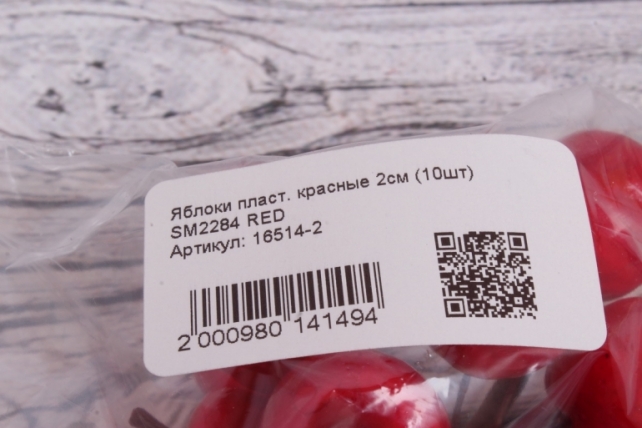 Яблоки пласт. красные 2см (10шт)
SM2284 RED
Артикул: 16514-2
2 000980 141494